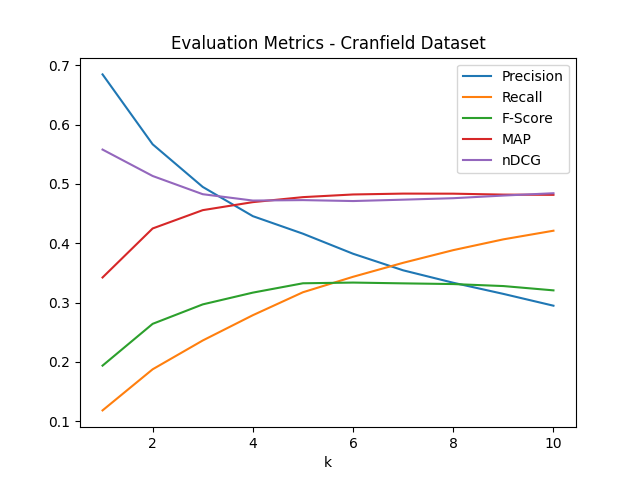 Evaluation Metrics - Cranfield Dataset
0.7
0.6
0.5
0.4
0.3
0.2
0.1
Precision
Recall
F-Score
MAP
nDCG
2 4 6 8 10
k